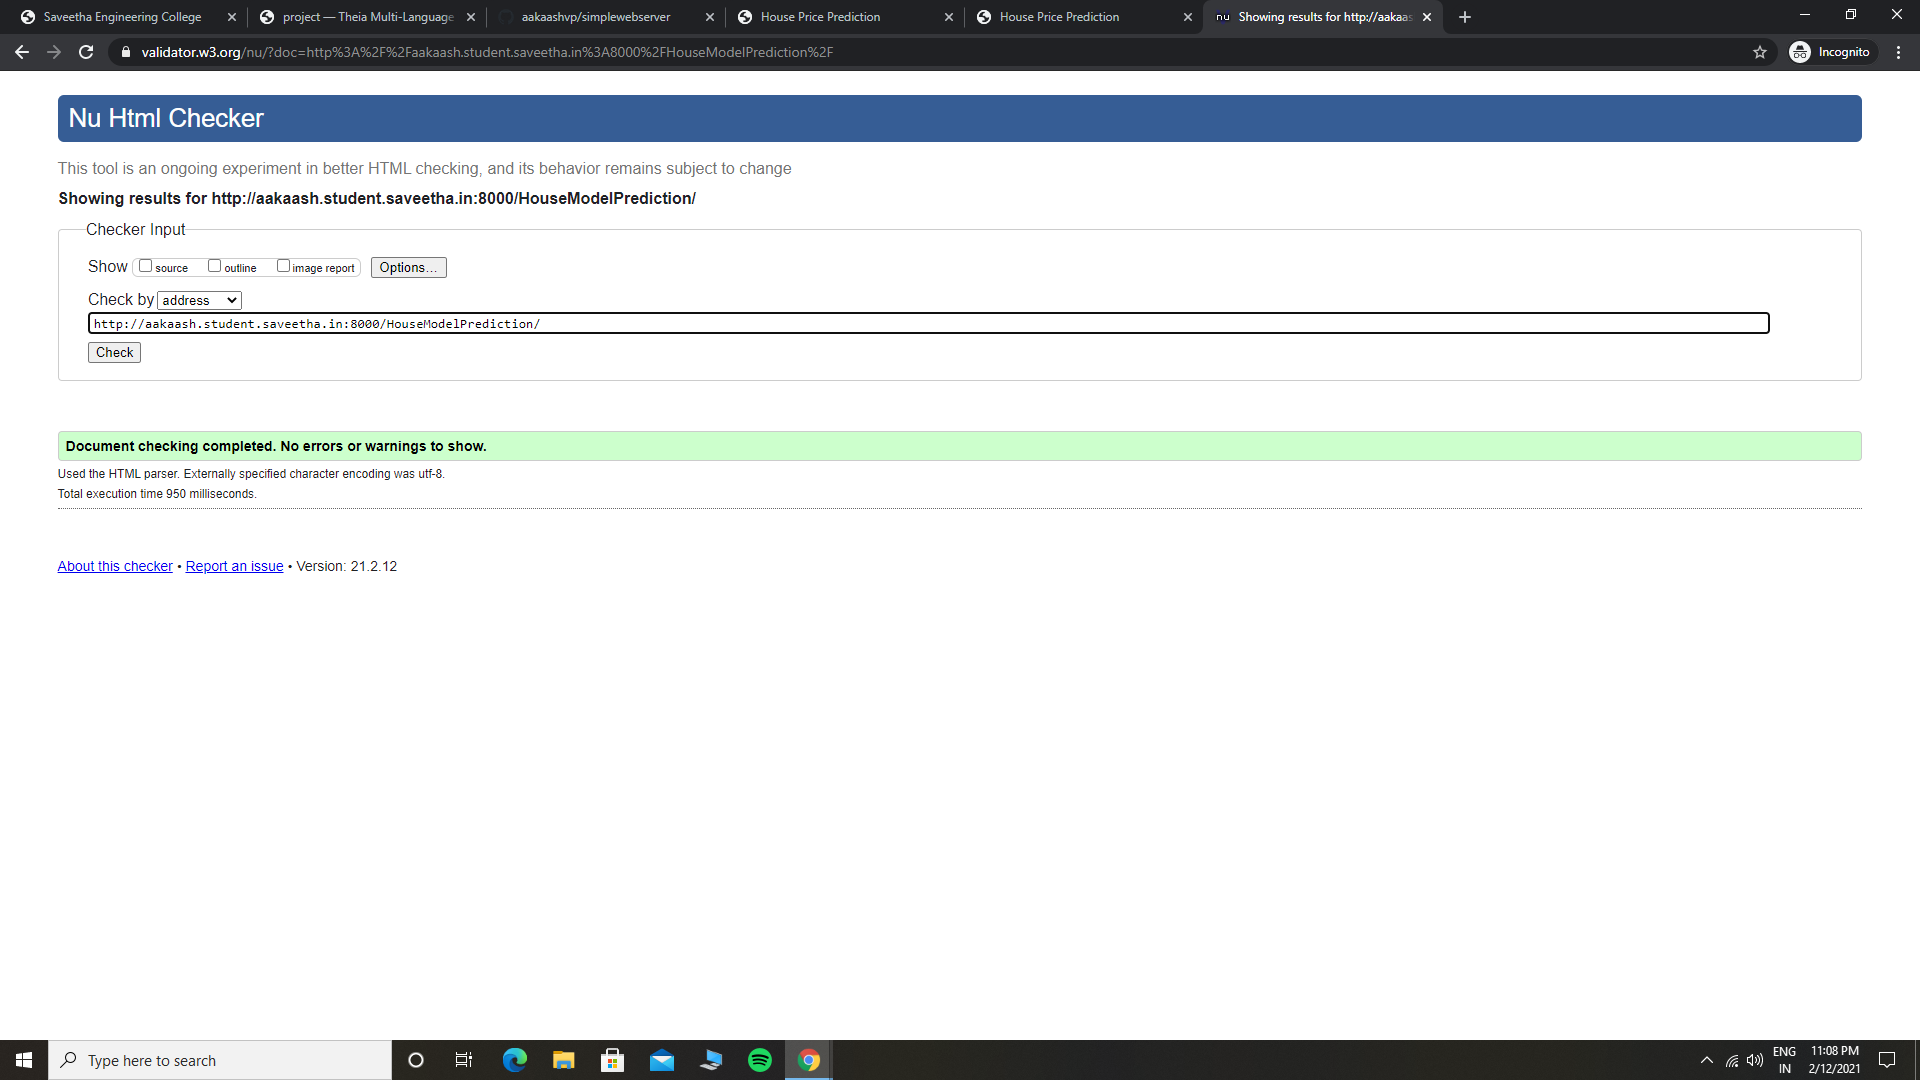 Saveetha Engineering College
project — Theia Multi-Language
aakaashvp/simplewebserver
House Price Prediction
House Price Prediction
nu Showing results for http://aakaas
validator.w3.org/nu/?doc=http%3A%2F%2Faakaash.student.saveetha.in%3A8000%2FHouseModelPrediction%2F
Incognito
Nu Html Checker
This tool is an ongoing experiment in better HTML checking, and its behavior remains subject to change
Showing results for http://aakaash.student.saveetha.in:8000/HouseModelPrediction/
Checker Input
Show source outline image report Options...
Check by address
http://aakaash.student.saveetha.in:8000/HouseModelPrediction/
Check
Document checking completed. No errors or warnings to show.
Used the HTML parser. Externally specified character encoding was utf-8.
Total execution time 950 milliseconds.
About this checker • Report an issue • Version: 21.2.12
Type here to search
ENG
IN
11:08 PM
2/12/2021